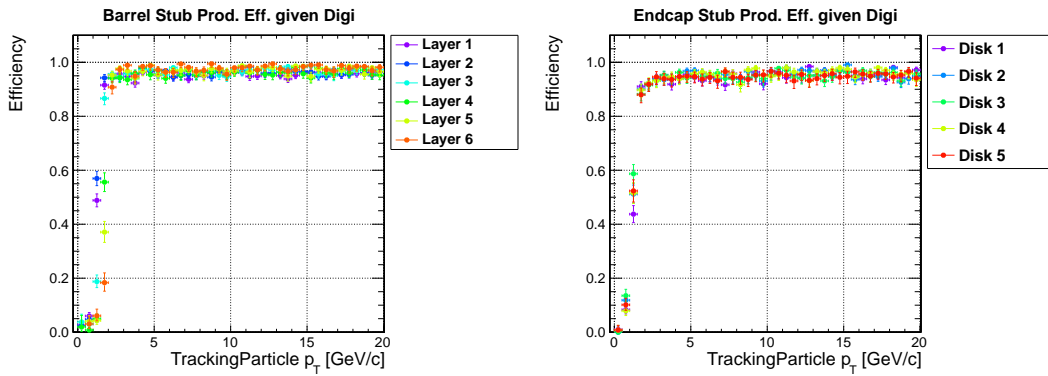 Barrel Stub Prod. Eff. given Digi
Efficiency
1.0
0.8
0.6
0.4
0.2
0.0
0
5
10
15
20
TrackingParticle p_T [GeV/c]
Layer 1
Layer 2
Layer 3
Layer 4
Layer 5
Layer 6
Endcap Stub Prod. Eff. given Digi
Efficiency
1.0
0.8
0.6
0.4
0.2
0.0
0
5
10
15
20
TrackingParticle p_T [GeV/c]
Disk 1
Disk 2
Disk 3
Disk 4
Disk 5